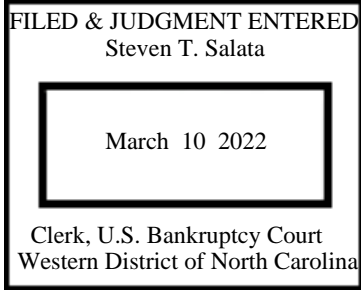 FILED & JUDGMENT ENTERED
Steven T. Salata
March 10 2022
Clerk, U.S. Bankruptcy Court
Western District of North Carolina